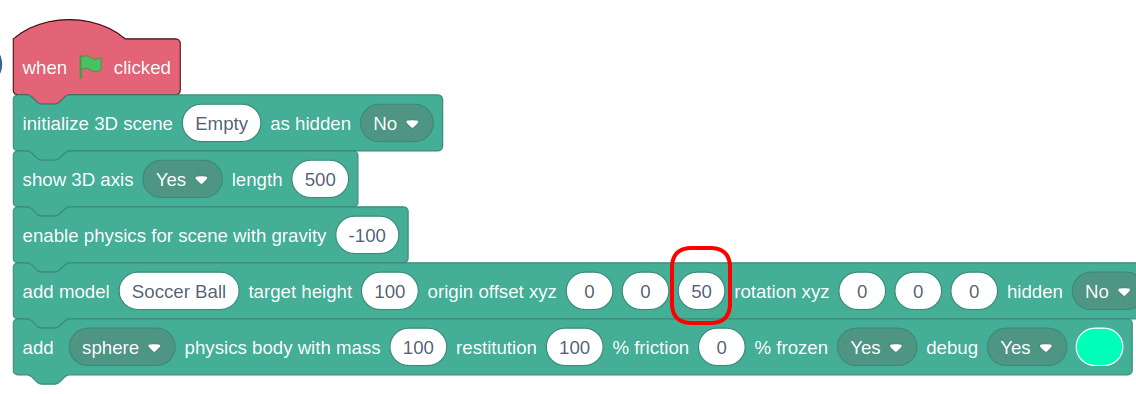 when clicked
initialize 3D scene Empty as hidden No
show 3D axis Yes length 500
enable physics for scene with gravity -100
add model Soccer Ball target height 100 origin offset xyz 0 0 50 rotation xyz 0 0 0 hidden No
add sphere physics body with mass 100 restitution 100 % friction 0 % frozen Yes debug Yes